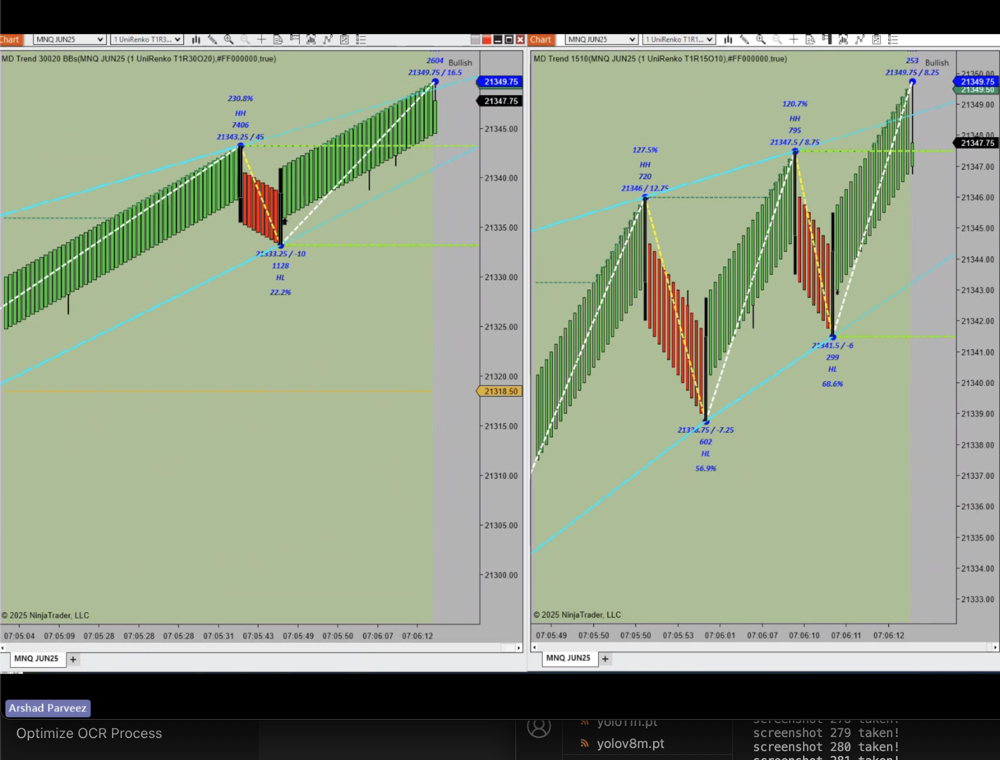 Chart
MNQ JUN25
1 UniRenko T1R3...
MD Trend 30020 BBs(MNQ JUN25 (1 UniRenko T1R30O20),#FF000000,true)
2604
Bullish
21349.75 / 16.5
230.8%
HH
7406
21343.25 / 45
21333.25 / -10
1128
HL
22.2%
21349.75
21347.75
21345.00
21340.00
21335.00
21330.00
21325.00
21320.00
21318.50
21315.00
21310.00
21305.00
21300.00
© 2025 NinjaTrader, LLC
07:05:04 07:05:09 07:05:28 07:05:28 07:05:28 07:05:31 07:05:43 07:05:49 07:05:50 07:06:07 07:06:12
MNQ JUN25
+
Chart
MNQ JUN25
1 UniRenko T1R1...
MD Trend 1510(MNQ JUN25 (1 UniRenko T1R15O10),#FF000000,true)
253
Bullish
21349.75 / 8.25
120.7%
HH
795
21347.5 / 8.75
127.5%
HH
720
21346 / 12.75
21341.5 / -6
299
HL
68.6%
21338.75 / -7.25
602
HL
56.9%
21350.00
21349.75
21349.50
21349.00
21348.00
21347.75
21347.00
21346.00
21345.00
21344.00
21343.00
21342.00
21341.00
21340.00
21339.00
21338.00
21337.00
21336.00
21335.00
21334.00
21333.00
© 2025 NinjaTrader, LLC
07:05:49 07:05:50 07:05:50 07:05:53 07:06:01 07:06:07 07:06:10 07:06:11 07:06:12
MNQ JUN25
+
Arshad Parveez
Optimize OCR Process
yolo11n.pt
yolov8m.pt
screenshot 278 taken!
screenshot 279 taken!
screenshot 280 taken!
screenshot 281 taken!